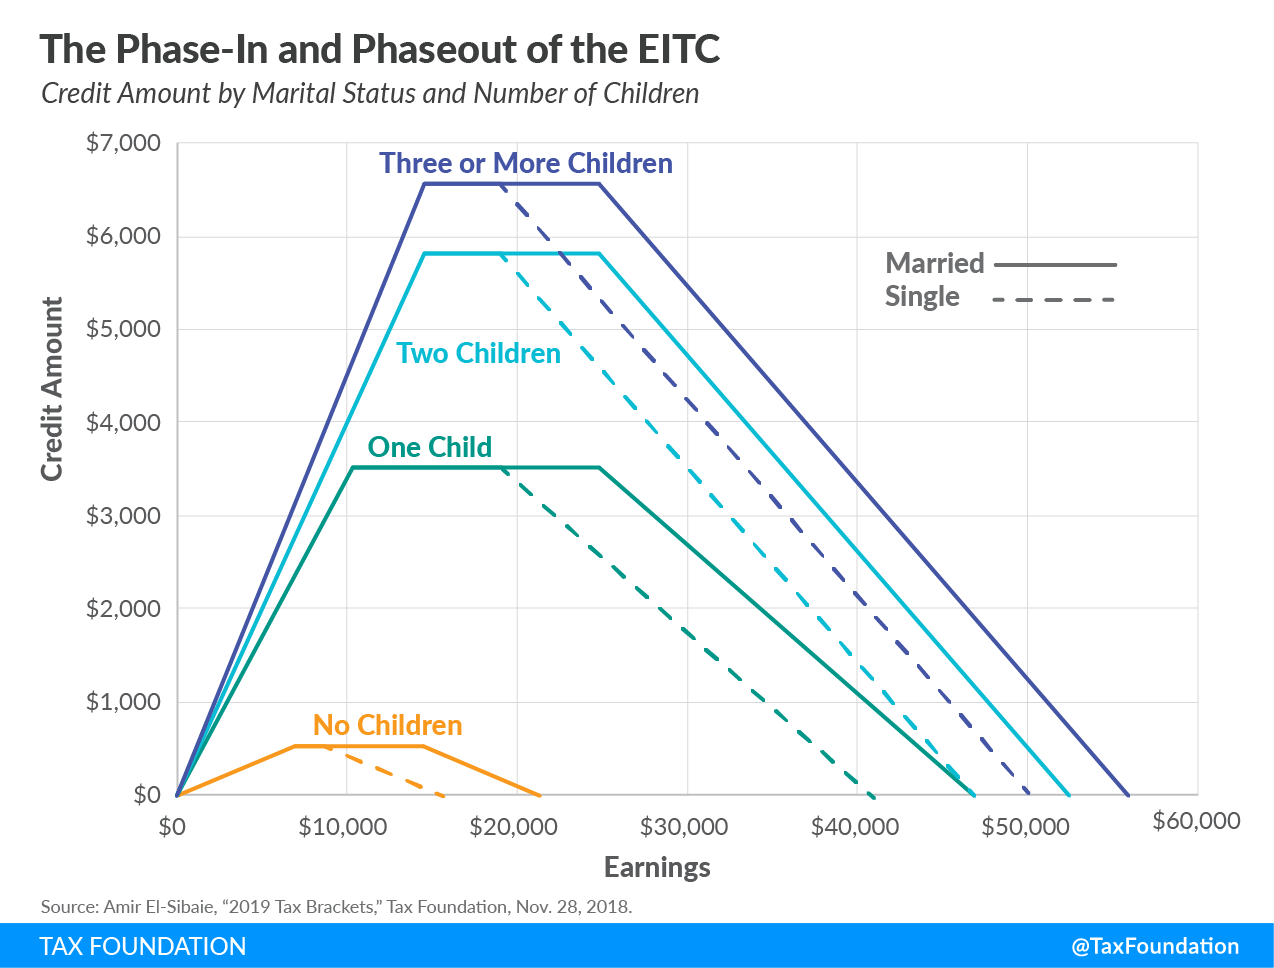 The Phase-In and Phaseout of the EITC
Credit Amount by Marital Status and Number of Children
$7,000
Three or More Children
$6,000
Married
Single
$5,000
Two Children
Credit Amount
$4,000
One Child
$3,000
$2,000
$1,000
No Children
$0
$0 $10,000 $20,000 $30,000 $40,000 $50,000 $60,000
Earnings
Source: Amir El-Sibaie, “2019 Tax Brackets,” Tax Foundation, Nov. 28, 2018.
TAX FOUNDATION @TaxFoundation